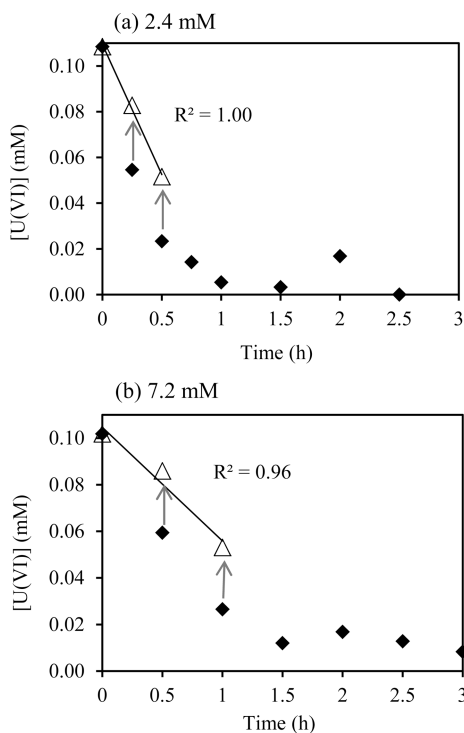 (a) 2.4 mM
[U(VI)] (mM)
0.10
0.08
0.06
0.04
0.02
0.00
R² = 1.00
0 0.5 1 1.5 2 2.5 3
Time (h)
(b) 7.2 mM
[U(VI)] (mM)
0.10
0.08
0.06
0.04
0.02
0.00
R² = 0.96
0 0.5 1 1.5 2 2.5 3
Time (h)